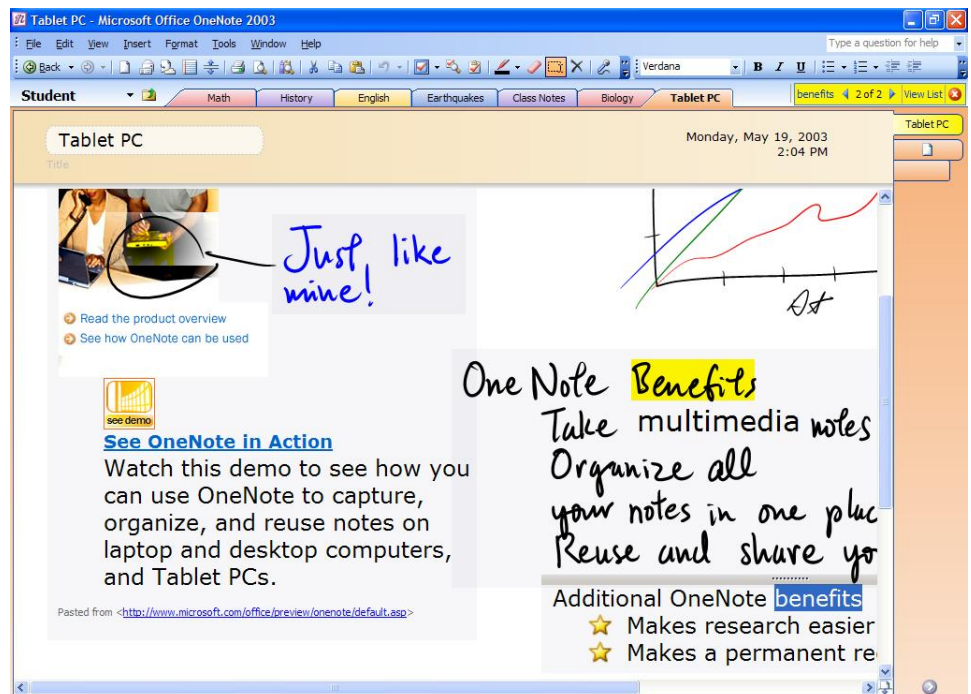 Tablet PC - Microsoft Office OneNote 2003
File Edit View Insert Format Tools Window Help
Type a question for help
Back
Verdana
B I U
Student
Math
History
English
Earthquakes
Class Notes
Biology
Tablet PC
benefits 2 of 2 View List
Tablet PC
Tablet PC
Title
Monday, May 19, 2003
2:04 PM
Just like
mine!
Read the product overview
See how OneNote can be used
see demo
See OneNote in Action
Watch this demo to see how you
can use OneNote to capture,
organize, and reuse notes on
laptop and desktop computers,
and Tablet PCs.
Pasted from <http://www.microsoft.com/office/preview/onenote/default.asp>
Δt
One Note Benefits
Take multimedia notes
Organize all
your notes in one plac
Reuse and share yo
Additional OneNote benefits
Makes research easier
Makes a permanent re